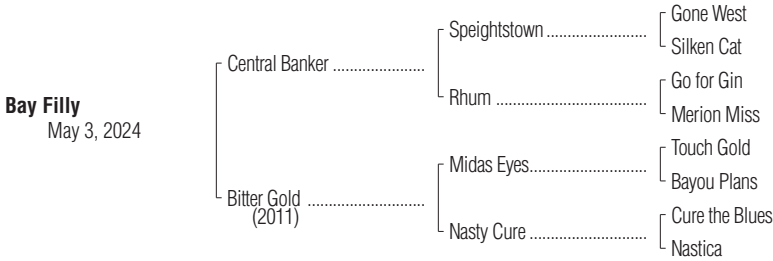 Gone West
Speightstown
Silken Cat
Central Banker
Go for Gin
Rhum
Merion Miss
Bay Filly
May 3, 2024
Touch Gold
Midas Eyes
Bayou Plans
Bitter Gold
(2011)
Cure the Blues
Nasty Cure
Nastica